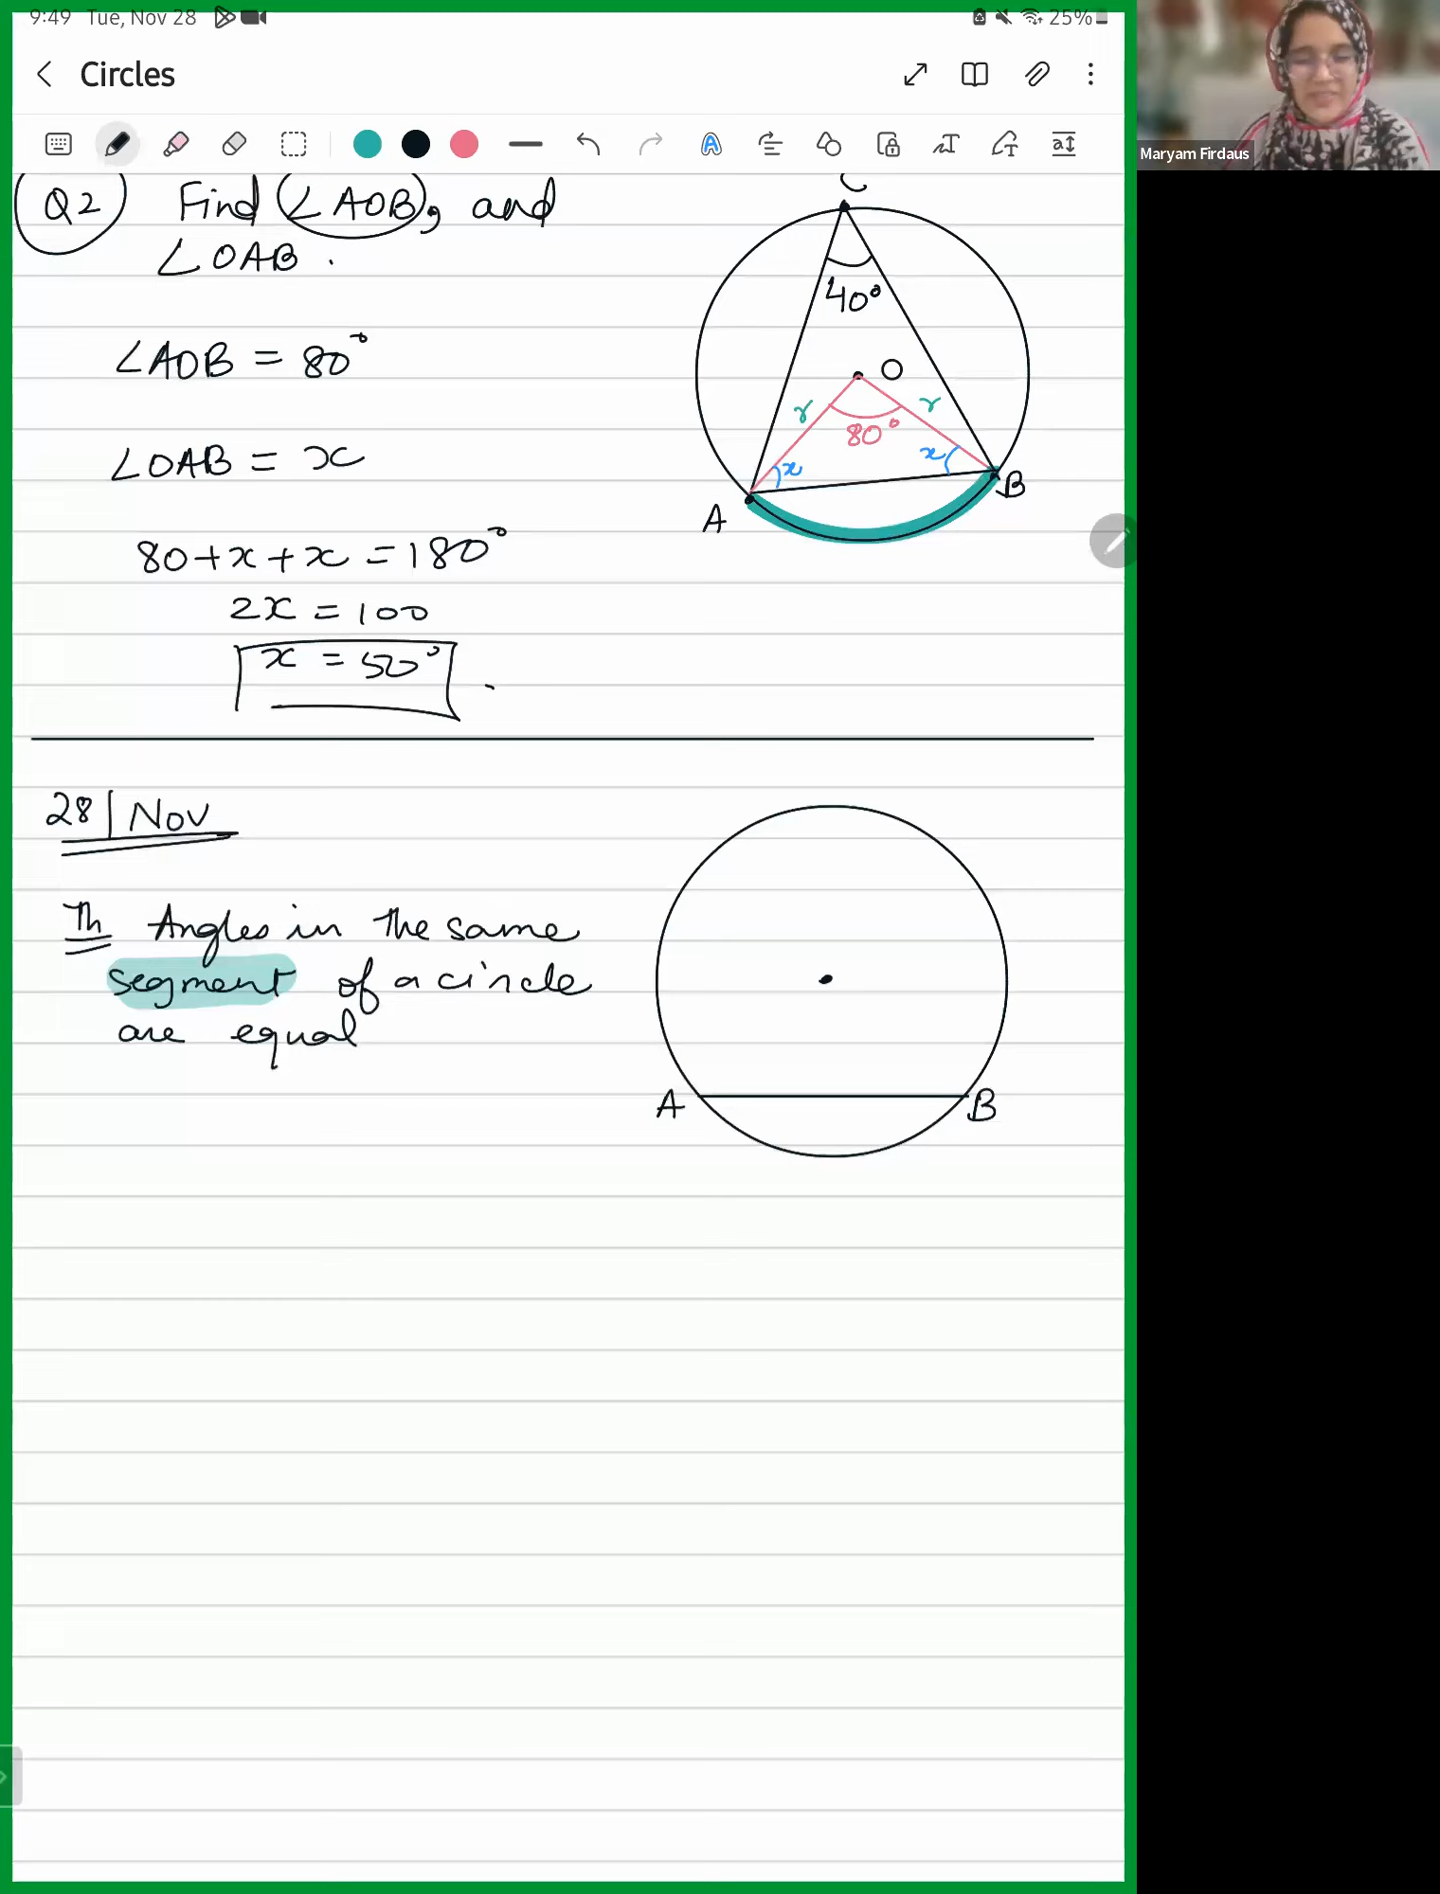 9:49 Tue, Nov 28
25%
Circles
Maryam Firdaus
Q2 Find (∠AOB), and
∠OAB.
∠AOB = 80°
∠OAB = x
80 + x + x = 180°
2x = 100
x = 50°
C
40°
O
r r
80°
x x
A B
28 | Nov
Th Angles in the same
segment of a circle
are equal
A B